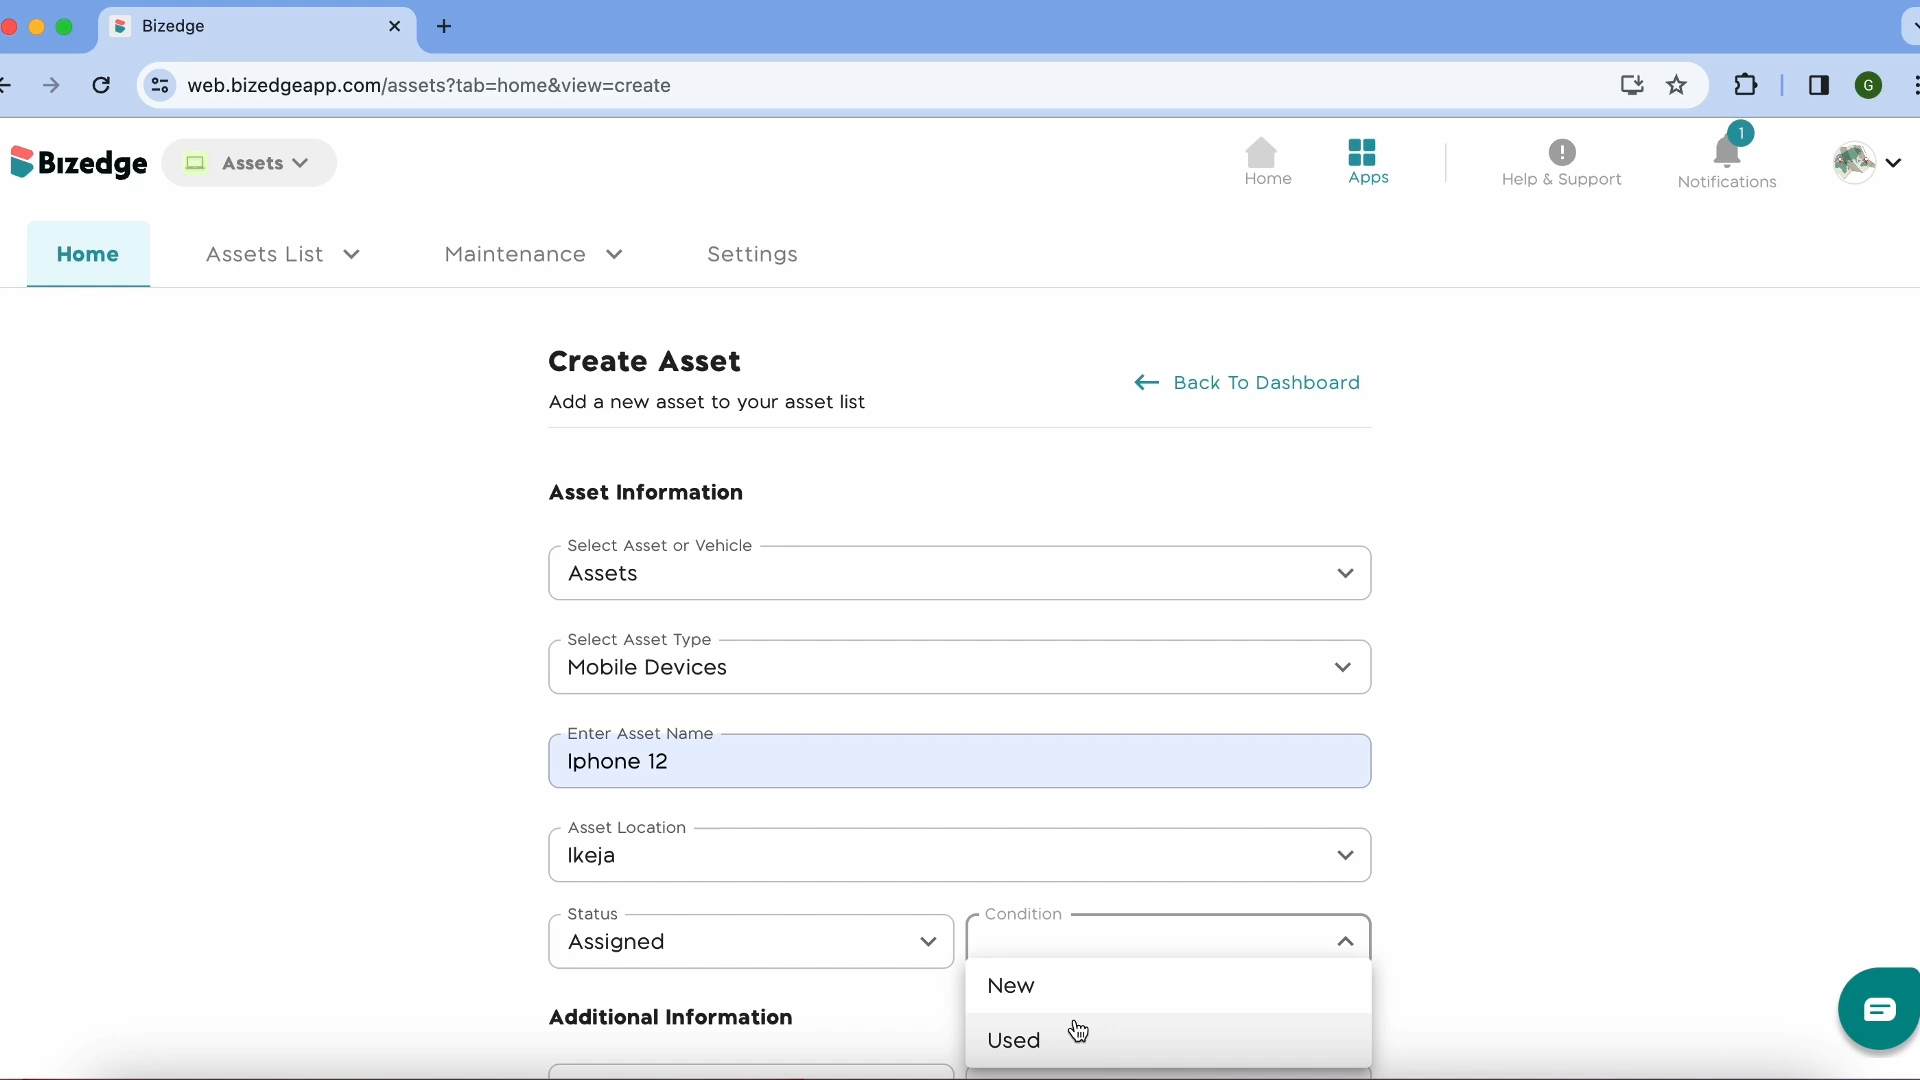 Bizedge
web.bizedgeapp.com/assets?tab=home&view=create
G
Bizedge
Assets
Home
Apps
Help & Support
1
Notifications
Home
Assets List
Maintenance
Settings
Create Asset
Add a new asset to your asset list
Back To Dashboard
Asset Information
Select Asset or Vehicle
Assets
Select Asset Type
Mobile Devices
Enter Asset Name
Iphone 12
Asset Location
Ikeja
Status
Assigned
Condition
New
Used
Additional Information